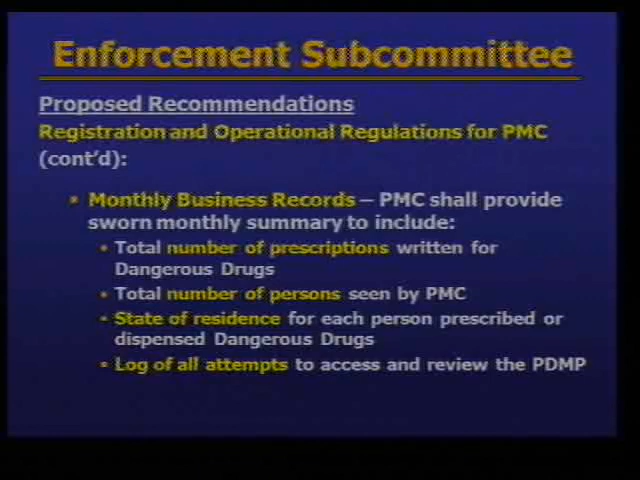 Enforcement Subcommittee
Proposed Recommendations
Registration and Operational Regulations for PMC
(cont'd):
• Monthly Business Records – PMC shall provide
sworn monthly summary to include:
• Total number of prescriptions written for
Dangerous Drugs
• Total number of persons seen by PMC
• State of residence for each person prescribed or
dispensed Dangerous Drugs
• Log of all attempts to access and review the PDMP